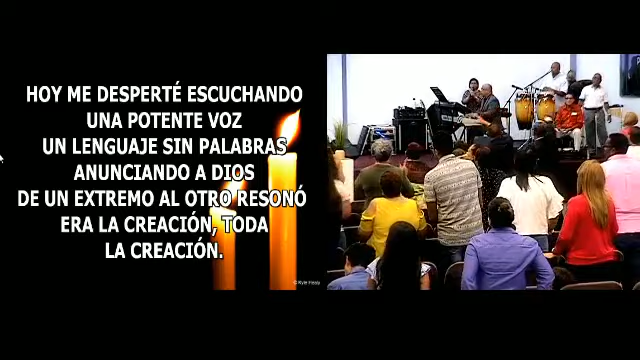 HOY ME DESPERTÉ ESCUCHANDO
UNA POTENTE VOZ
UN LENGUAJE SIN PALABRAS
ANUNCIANDO A DIOS
DE UN EXTREMO AL OTRO RESONÓ
ERA LA CREACIÓN, TODA
LA CREACIÓN.